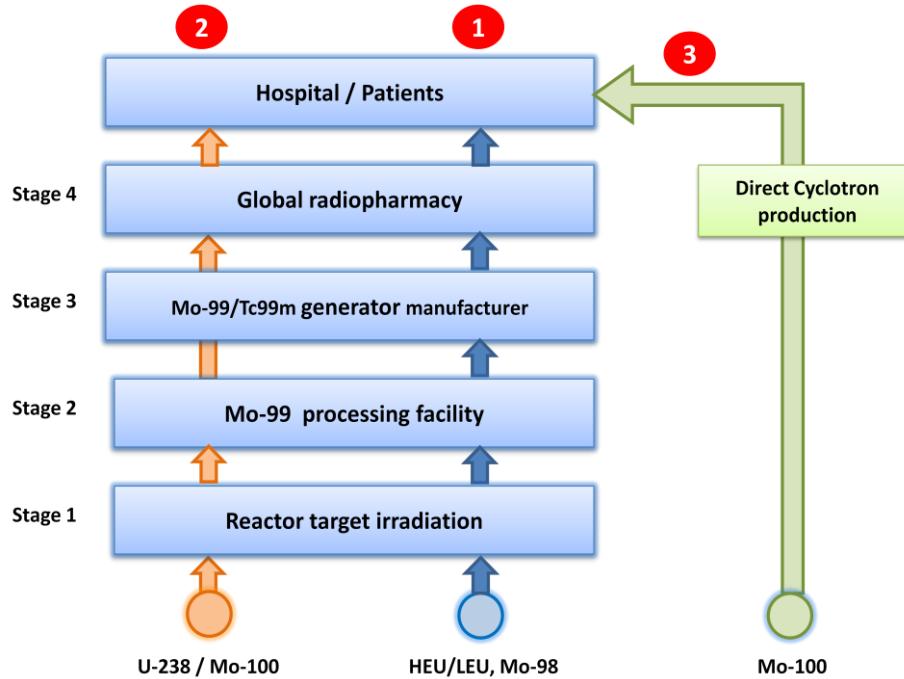 2
1
3
Hospital / Patients
Stage 4
Global radiopharmacy
Direct Cyclotron
production
Stage 3
Mo-99/Tc99m generator manufacturer
Stage 2
Mo-99 processing facility
Stage 1
Reactor target irradiation
U-238 / Mo-100
HEU/LEU, Mo-98
Mo-100